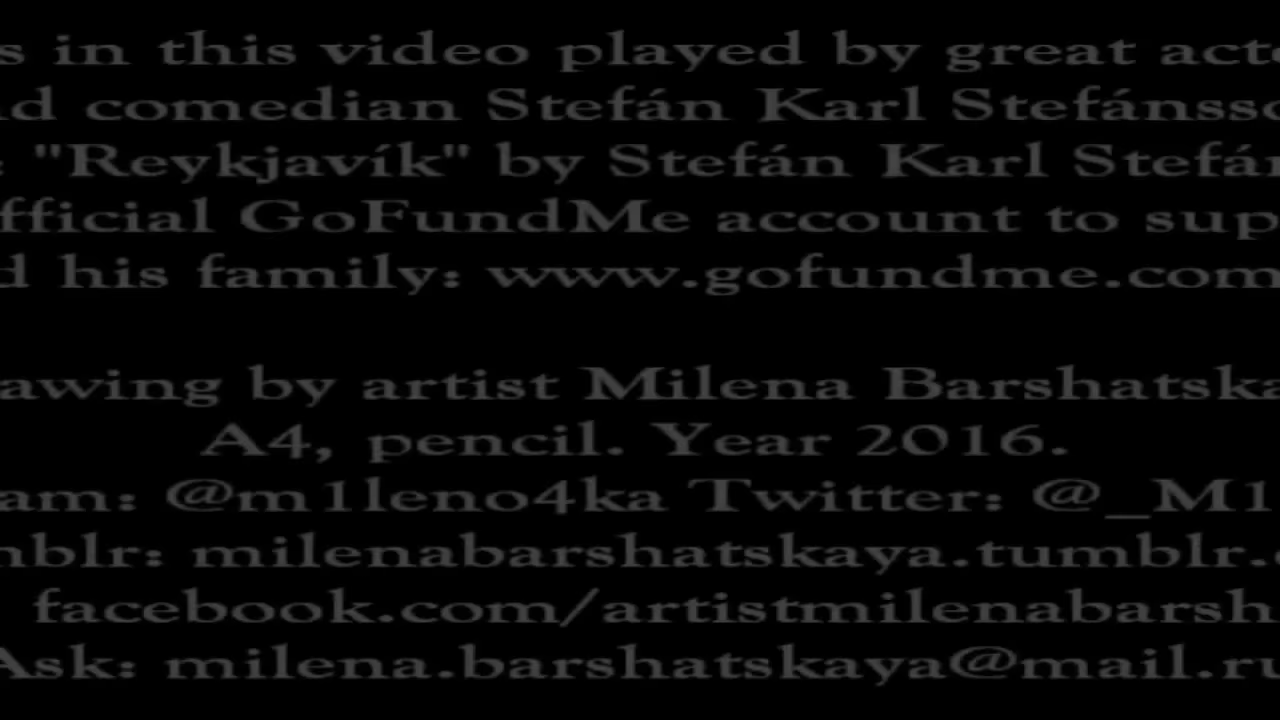 s in this video played by great acto
nd comedian Stefán Karl Stefánsso
: "Reykjavík" by Stefán Karl Stefán
fficial GoFundMe account to sup
d his family: www.gofundme.com
awing by artist Milena Barshatska
A4, pencil. Year 2016.
am: @m1leno4ka Twitter: @_M1
mblr: milenabarshatskaya.tumblr.c
facebook.com/artistmilenabarsh
Ask: milena.barshatskaya@mail.ru